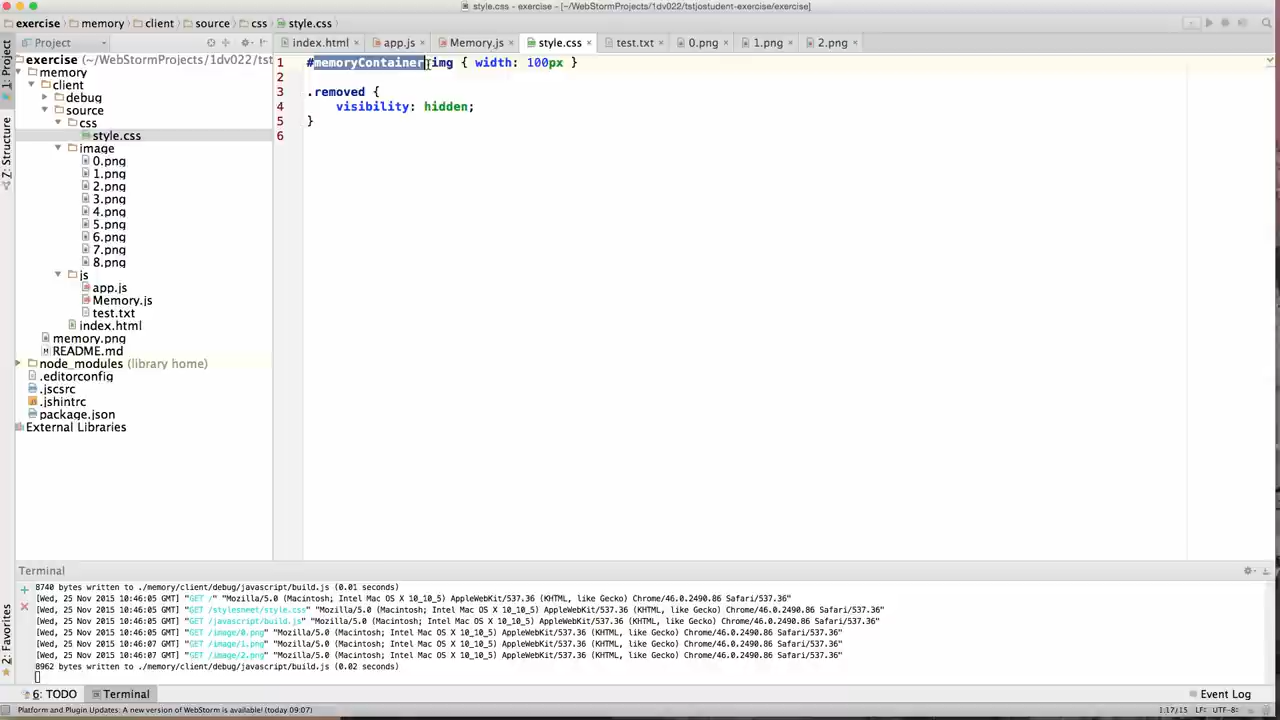 style.css - exercise - [~/WebStormProjects/1dv022/tstjostudent-exercise/exercise]
exercise memory client source css style.css
Project
index.html app.js Memory.js style.css test.txt 0.png 1.png 2.png
1: Project
Z: Structure
2: Favorites
exercise (~/WebStormProjects/1dv022/tst
memory
client
debug
source
css
style.css
image
0.png
1.png
2.png
3.png
4.png
5.png
6.png
7.png
8.png
js
app.js
Memory.js
test.txt
index.html
memory.png
README.md
node_modules (library home)
.editorconfig
.jscsrc
.jshintrc
package.json
External Libraries
1 #memoryContainer img { width: 100px }
2
3 .removed {
4 visibility: hidden;
5 }
6
Terminal
8740 bytes written to ./memory/client/debug/javascript/build.js (0.01 seconds)
[Wed, 25 Nov 2015 10:46:05 GMT] "GET /" "Mozilla/5.0 (Macintosh; Intel Mac OS X 10_10_5) AppleWebKit/537.36 (KHTML, like Gecko) Chrome/46.0.2490.86 Safari/537.36"
[Wed, 25 Nov 2015 10:46:05 GMT] "GET /stylesheet/style.css" "Mozilla/5.0 (Macintosh; Intel Mac OS X 10_10_5) AppleWebKit/537.36 (KHTML, like Gecko) Chrome/46.0.2490.86 Safari/537.36"
[Wed, 25 Nov 2015 10:46:05 GMT] "GET /javascript/build.js" "Mozilla/5.0 (Macintosh; Intel Mac OS X 10_10_5) AppleWebKit/537.36 (KHTML, like Gecko) Chrome/46.0.2490.86 Safari/537.36"
[Wed, 25 Nov 2015 10:46:05 GMT] "GET /image/0.png" "Mozilla/5.0 (Macintosh; Intel Mac OS X 10_10_5) AppleWebKit/537.36 (KHTML, like Gecko) Chrome/46.0.2490.86 Safari/537.36"
[Wed, 25 Nov 2015 10:46:07 GMT] "GET /image/1.png" "Mozilla/5.0 (Macintosh; Intel Mac OS X 10_10_5) AppleWebKit/537.36 (KHTML, like Gecko) Chrome/46.0.2490.86 Safari/537.36"
[Wed, 25 Nov 2015 10:46:07 GMT] "GET /image/2.png" "Mozilla/5.0 (Macintosh; Intel Mac OS X 10_10_5) AppleWebKit/537.36 (KHTML, like Gecko) Chrome/46.0.2490.86 Safari/537.36"
8962 bytes written to ./memory/client/debug/javascript/build.js (0.02 seconds)
6: TODO Terminal Event Log
Platform and Plugin Updates: A new version of WebStorm is available! (today 09:07) 1:17/15 LF÷ UTF-8÷